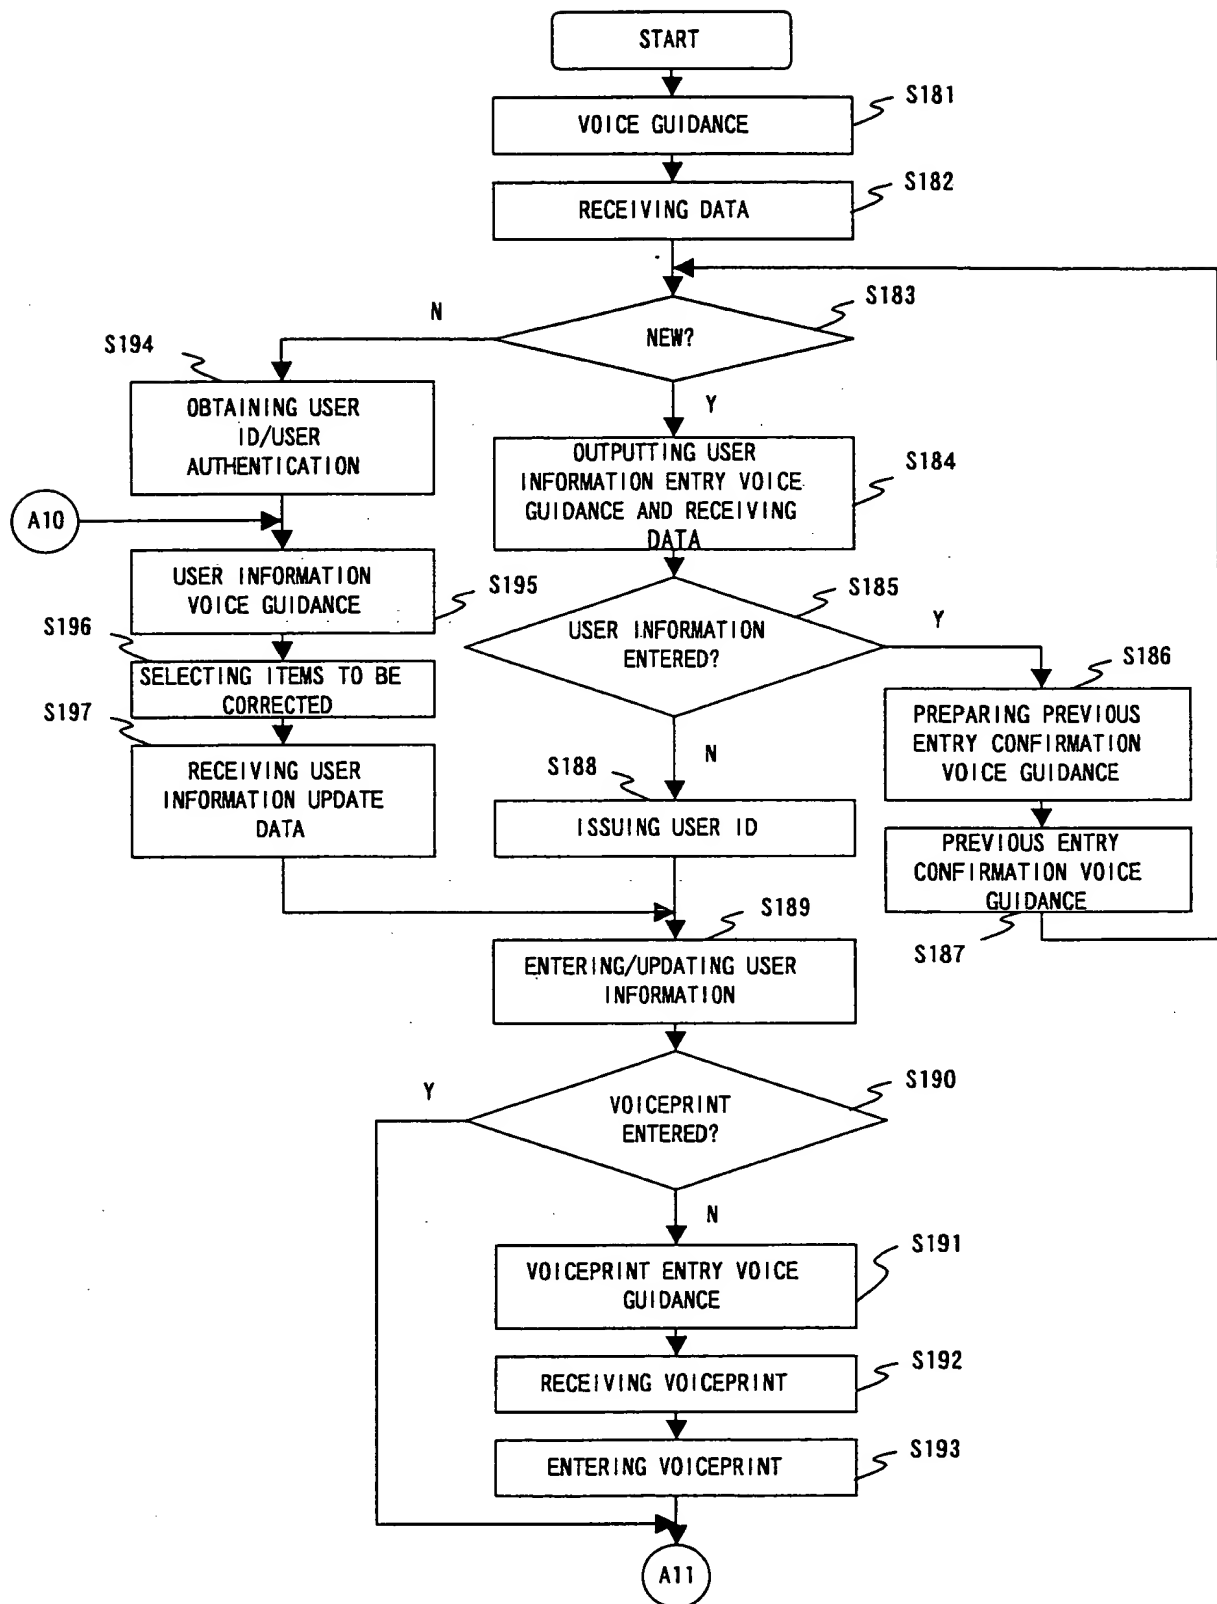 START
S181
VOICE GUIDANCE
S182
RECEIVING DATA
S183
N
NEW?
S194
Y
OBTAINING USER
ID/USER
AUTHENTICATION
OUTPUTTING USER
INFORMATION ENTRY VOICE
GUIDANCE AND RECEIVING
DATA
S184
A10
USER INFORMATION
VOICE GUIDANCE
S195
S185
USER INFORMATION
ENTERED?
Y
S196
SELECTING ITEMS TO BE
CORRECTED
S186
PREPARING PREVIOUS
ENTRY CONFIRMATION
VOICE GUIDANCE
S197
RECEIVING USER
INFORMATION UPDATE
DATA
N
S188
ISSUING USER ID
PREVIOUS ENTRY
CONFIRMATION VOICE
GUIDANCE
S187
S189
ENTERING/UPDATING USER
INFORMATION
Y
S190
VOICEPRINT
ENTERED?
N
S191
VOICEPRINT ENTRY VOICE
GUIDANCE
S192
RECEIVING VOICEPRINT
S193
ENTERING VOICEPRINT
A11